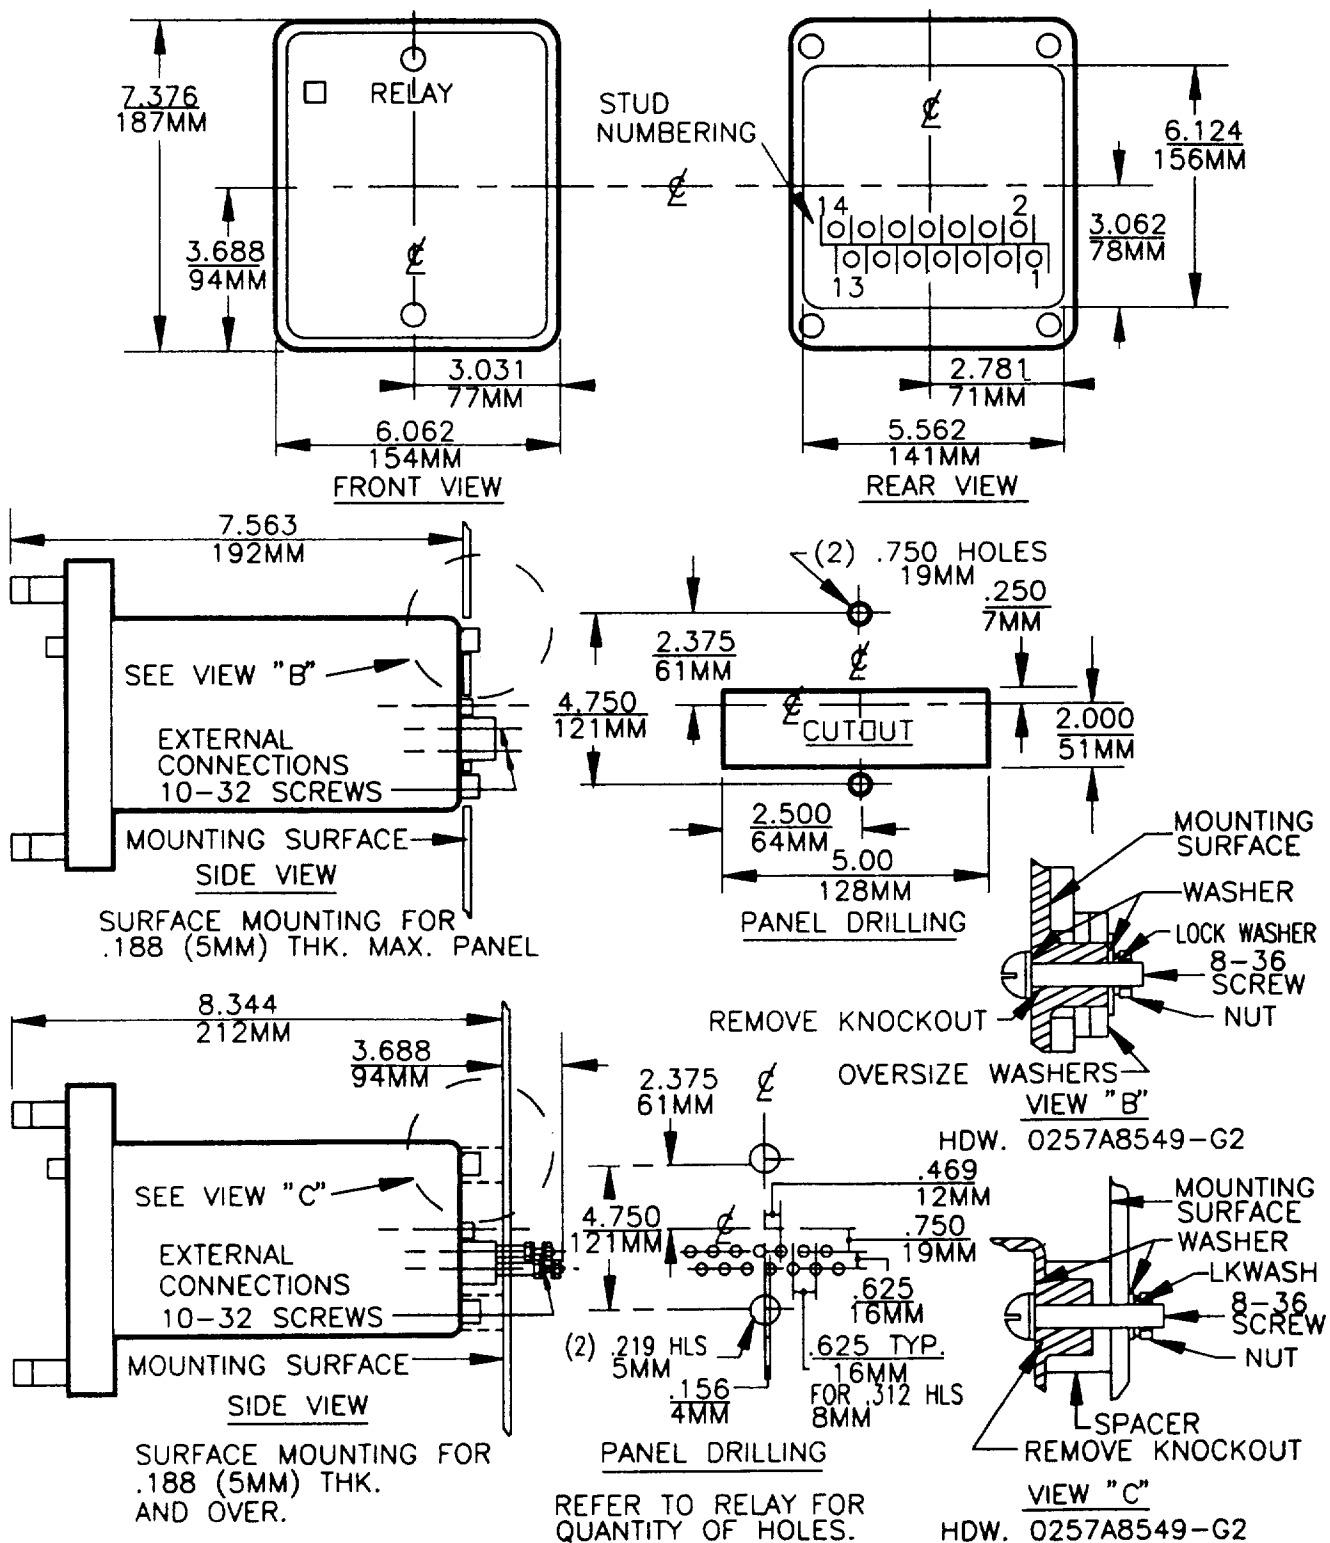 7.376
187MM
RELAY
3.688
94MM
℄
3.031
77MM
6.062
154MM
FRONT VIEW
℄
STUD
NUMBERING
℄
14
2
13
1
6.124
156MM
3.062
78MM
2.781
71MM
5.562
141MM
REAR VIEW
7.563
192MM
SEE VIEW "B"
EXTERNAL
CONNECTIONS
10-32 SCREWS
MOUNTING SURFACE
SIDE VIEW
SURFACE MOUNTING FOR
.188 (5MM) THK. MAX. PANEL
(2) .750 HOLES
19MM
.250
7MM
2.375
61MM
℄
4.750
121MM
℄
CUTOUT
2.000
51MM
2.500
64MM
5.00
128MM
PANEL DRILLING
MOUNTING
SURFACE
WASHER
LOCK WASHER
8-36
SCREW
NUT
REMOVE KNOCKOUT
OVERSIZE WASHERS
VIEW "B"
HDW. 0257A8549-G2
8.344
212MM
3.688
94MM
SEE VIEW "C"
EXTERNAL
CONNECTIONS
10-32 SCREWS
MOUNTING SURFACE
SIDE VIEW
SURFACE MOUNTING FOR
.188 (5MM) THK.
AND OVER.
2.375
61MM
℄
.469
12MM
4.750
121MM
℄
.750
19MM
.625
16MM
(2) .219 HLS
5MM
.625 TYP.
16MM
FOR .312 HLS
8MM
.156
4MM
PANEL DRILLING
REFER TO RELAY FOR
QUANTITY OF HOLES.
MOUNTING
SURFACE
WASHER
LKWASH
8-36
SCREW
NUT
SPACER
REMOVE KNOCKOUT
VIEW "C"
HDW. 0257A8549-G2